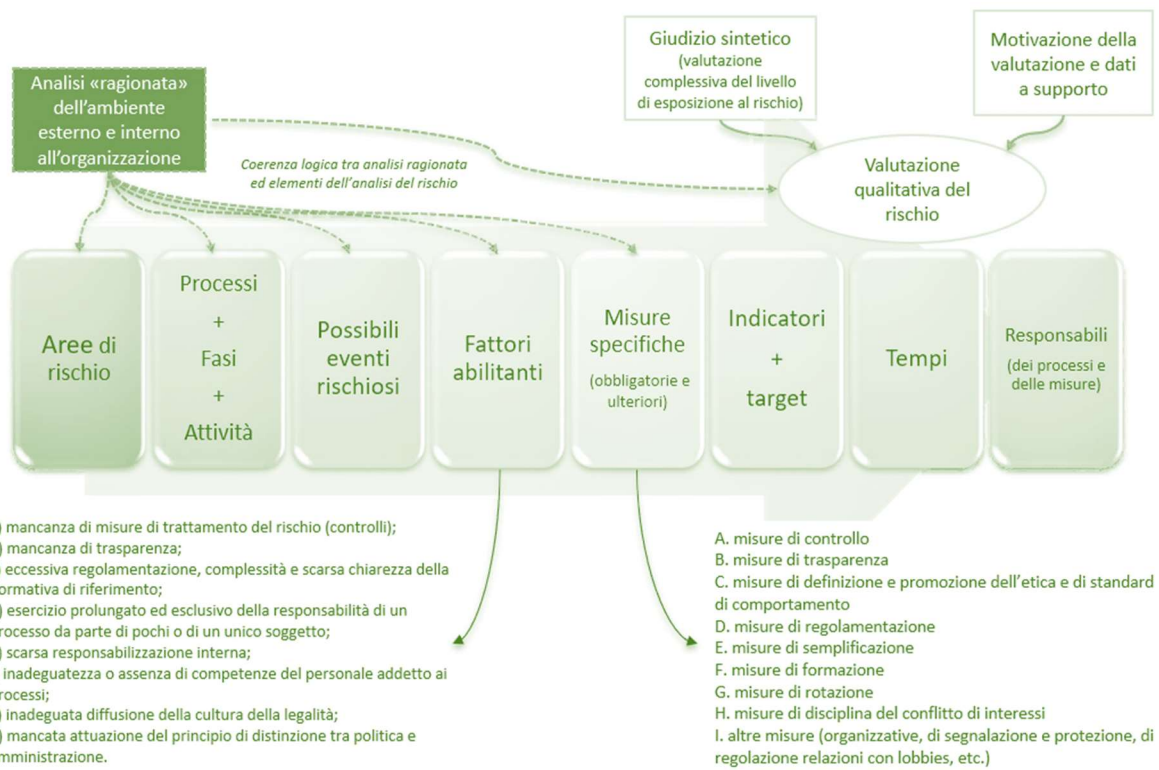 Giudizio sintetico
(valutazione
complessiva del livello
di esposizione al rischio)
Motivazione della
valutazione e dati
a supporto
Analisi «ragionata»
dell'ambiente
esterno e interno
all'organizzazione
Coerenza logica tra analisi ragionata
ed elementi dell'analisi del rischio
Valutazione
qualitativa del
rischio
Aree di
rischio
Processi
+
Fasi
+
Attività
Possibili
eventi
rischiosi
Fattori
abilitanti
Misure
specifiche
(obbligatorie e
ulteriori)
Indicatori
+
target
Tempi
Responsabili
(dei processi e
delle misure)
) mancanza di misure di trattamento del rischio (controlli);
) mancanza di trasparenza;
) eccessiva regolamentazione, complessità e scarsa chiarezza della
ormativa di riferimento;
) esercizio prolungato ed esclusivo della responsabilità di un
rocesso da parte di pochi o di un unico soggetto;
) scarsa responsabilizzazione interna;
inadeguatezza o assenza di competenze del personale addetto ai
rocessi;
) inadeguata diffusione della cultura della legalità;
) mancata attuazione del principio di distinzione tra politica e
mministrazione.
A. misure di controllo
B. misure di trasparenza
C. misure di definizione e promozione dell'etica e di standard
di comportamento
D. misure di regolamentazione
E. misure di semplificazione
F. misure di formazione
G. misure di rotazione
H. misure di disciplina del conflitto di interessi
I. altre misure (organizzative, di segnalazione e protezione, di
regolazione relazioni con lobbies, etc.)